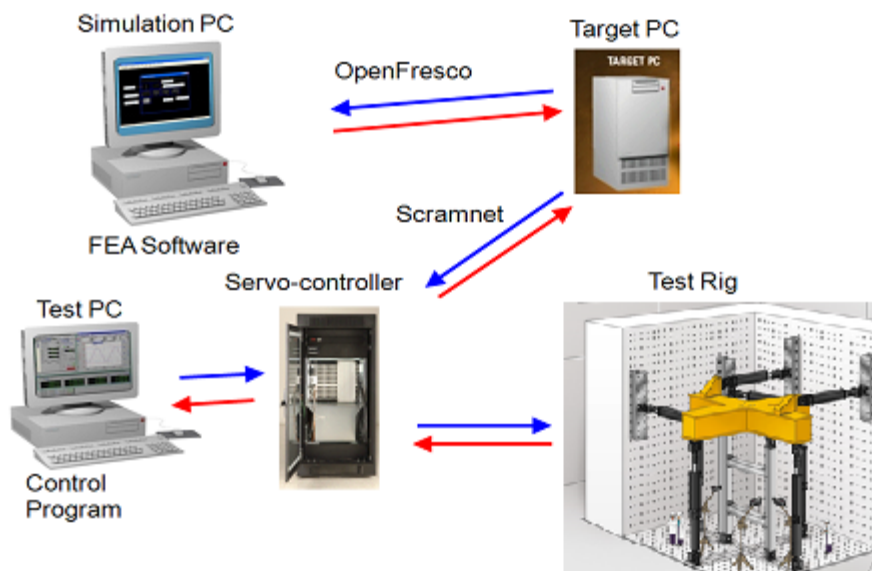 Simulation PC
Target PC
OpenFresco
TARGET PC
Scramnet
FEA Software
Servo-controller
Test Rig
Test PC
Control
Program